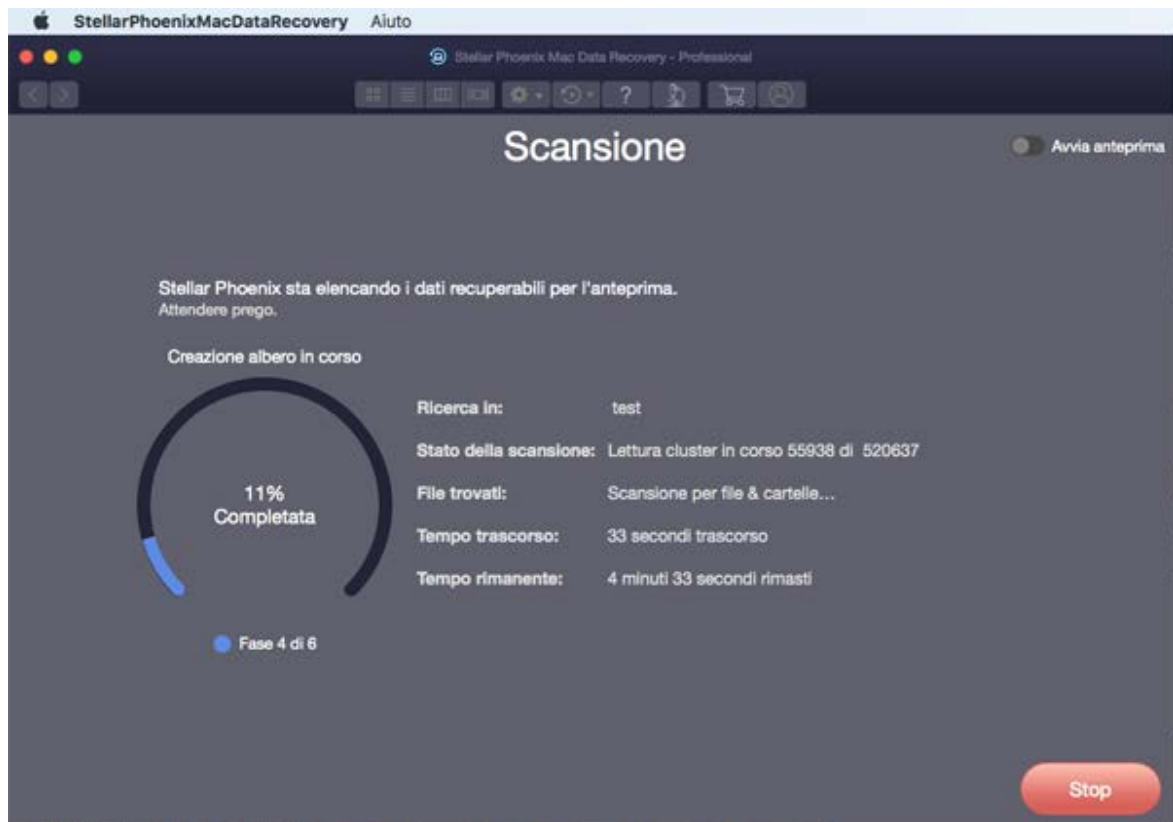 StellarPhoenixMacDataRecovery Aiuto
Stellar Phoenix Mac Data Recovery - Professional
?
Scansione
Avvia anteprima
Stellar Phoenix sta elencando i dati recuperabili per l'anteprima.
Attendere prego.
Creazione albero in corso
11%
Completata
Ricerca in: test
Stato della scansione: Lettura cluster in corso 55938 di 520637
File trovati: Scansione per file & cartelle...
Tempo trascorso: 33 secondi trascorso
Tempo rimanente: 4 minuti 33 secondi rimasti
Fase 4 di 6
Stop